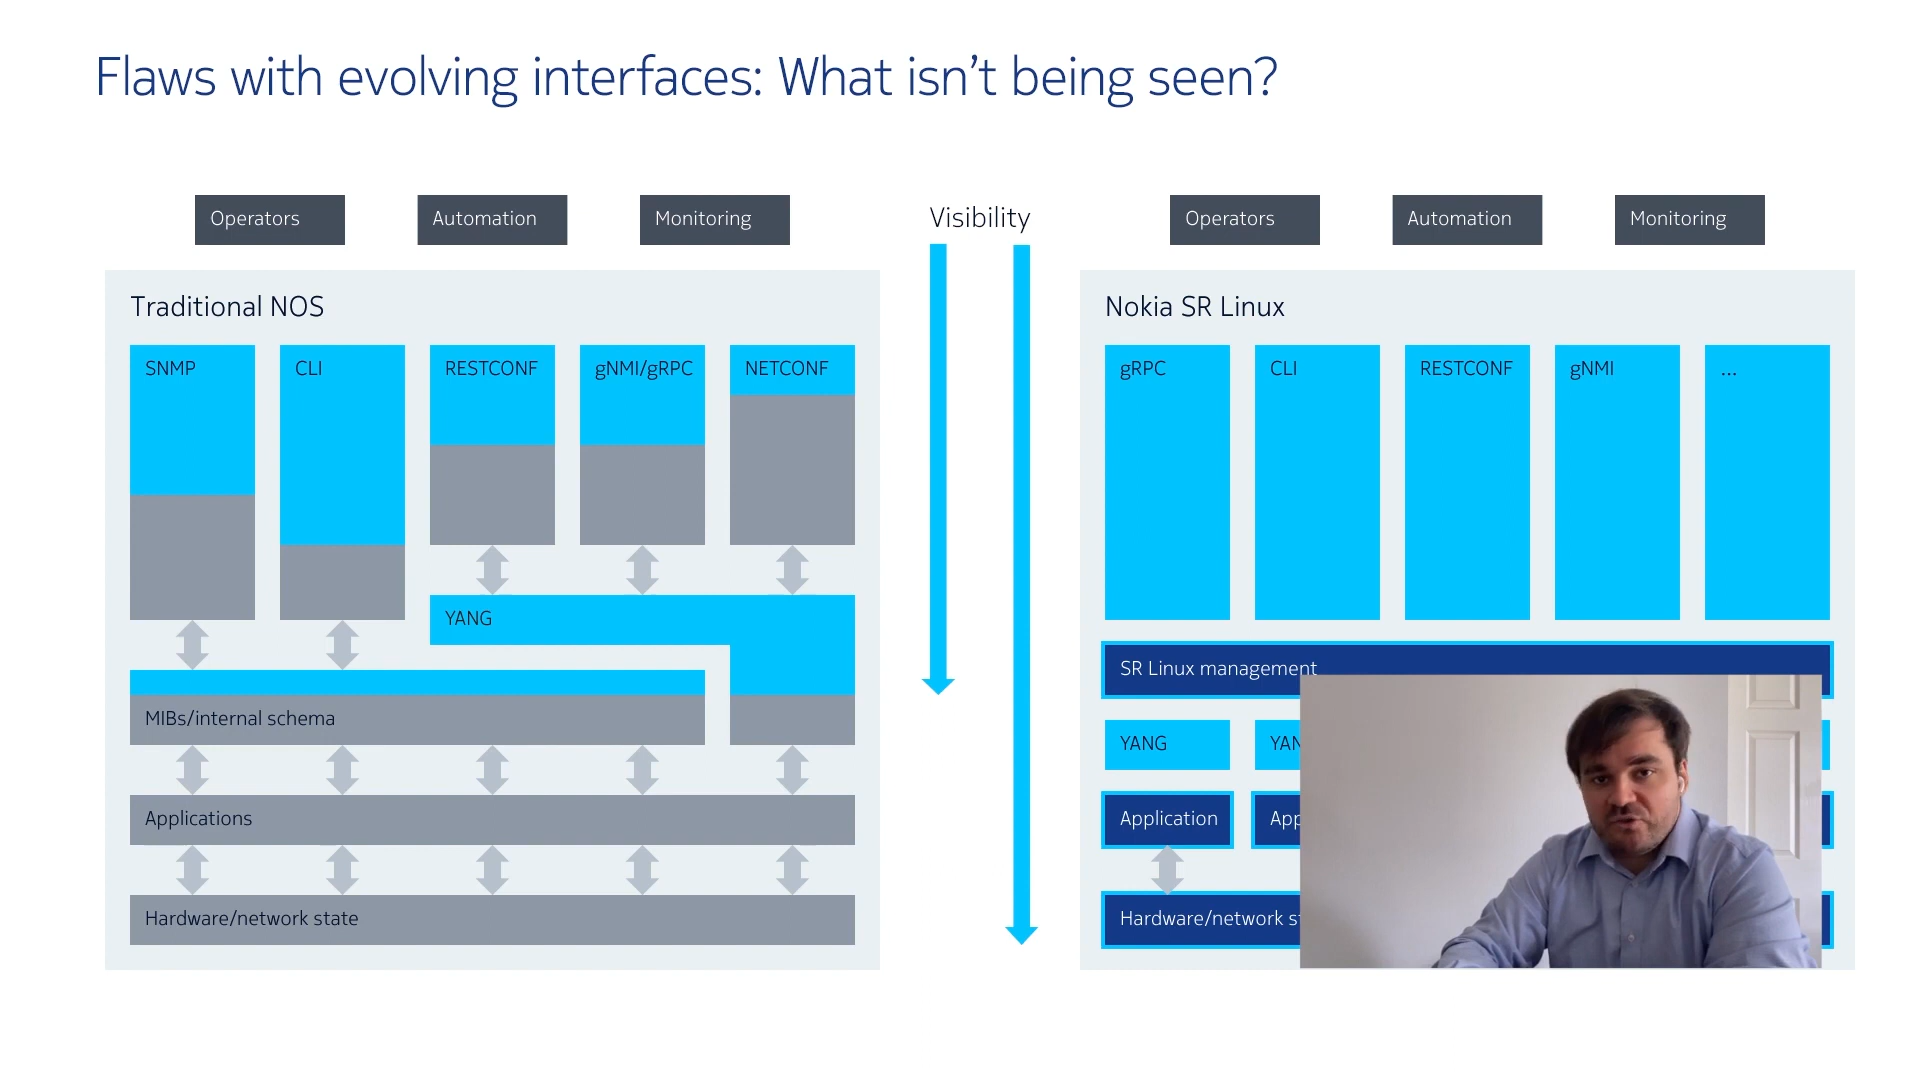 Flaws with evolving interfaces: What isn't being seen?
Operators
Automation
Monitoring
Visibility
Operators
Automation
Monitoring
Traditional NOS
SNMP
CLI
RESTCONF
gNMI/gRPC
NETCONF
YANG
MIBs/internal schema
Applications
Hardware/network state
Nokia SR Linux
gRPC
CLI
RESTCONF
gNMI
...
SR Linux management
YANG
Application
Hardware/network